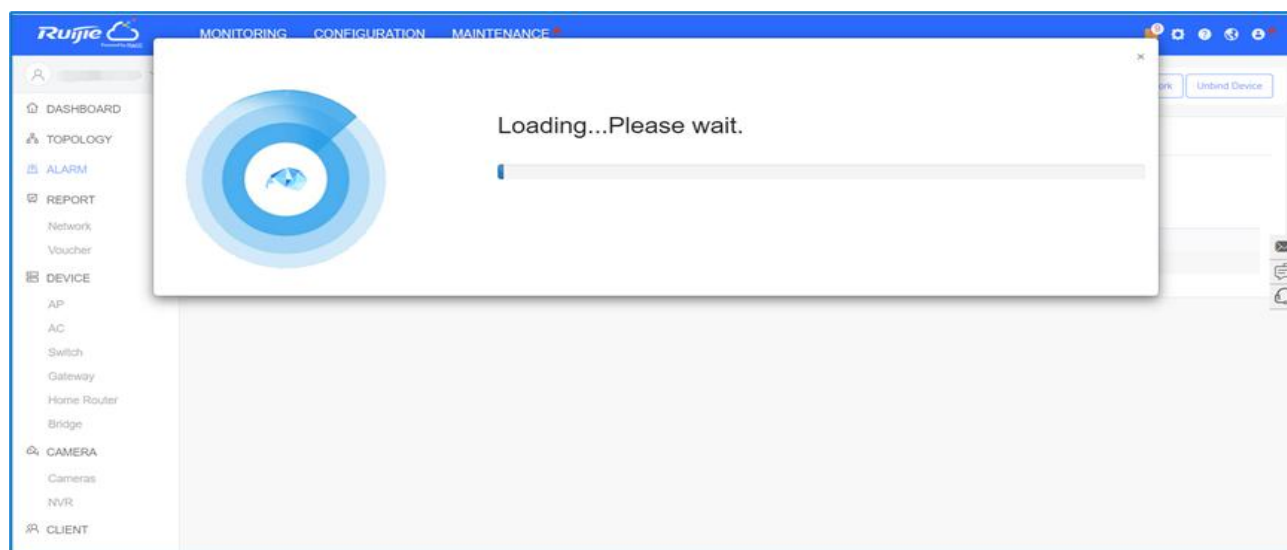 Ruijie
MONITORING CONFIGURATION MAINTENANCE
9
Unbind Device
DASHBOARD
TOPOLOGY
ALARM
REPORT
Network
Voucher
DEVICE
AP
AC
Switch
Gateway
Home Router
Bridge
CAMERA
Cameras
NVR
CLIENT
Loading...Please wait.